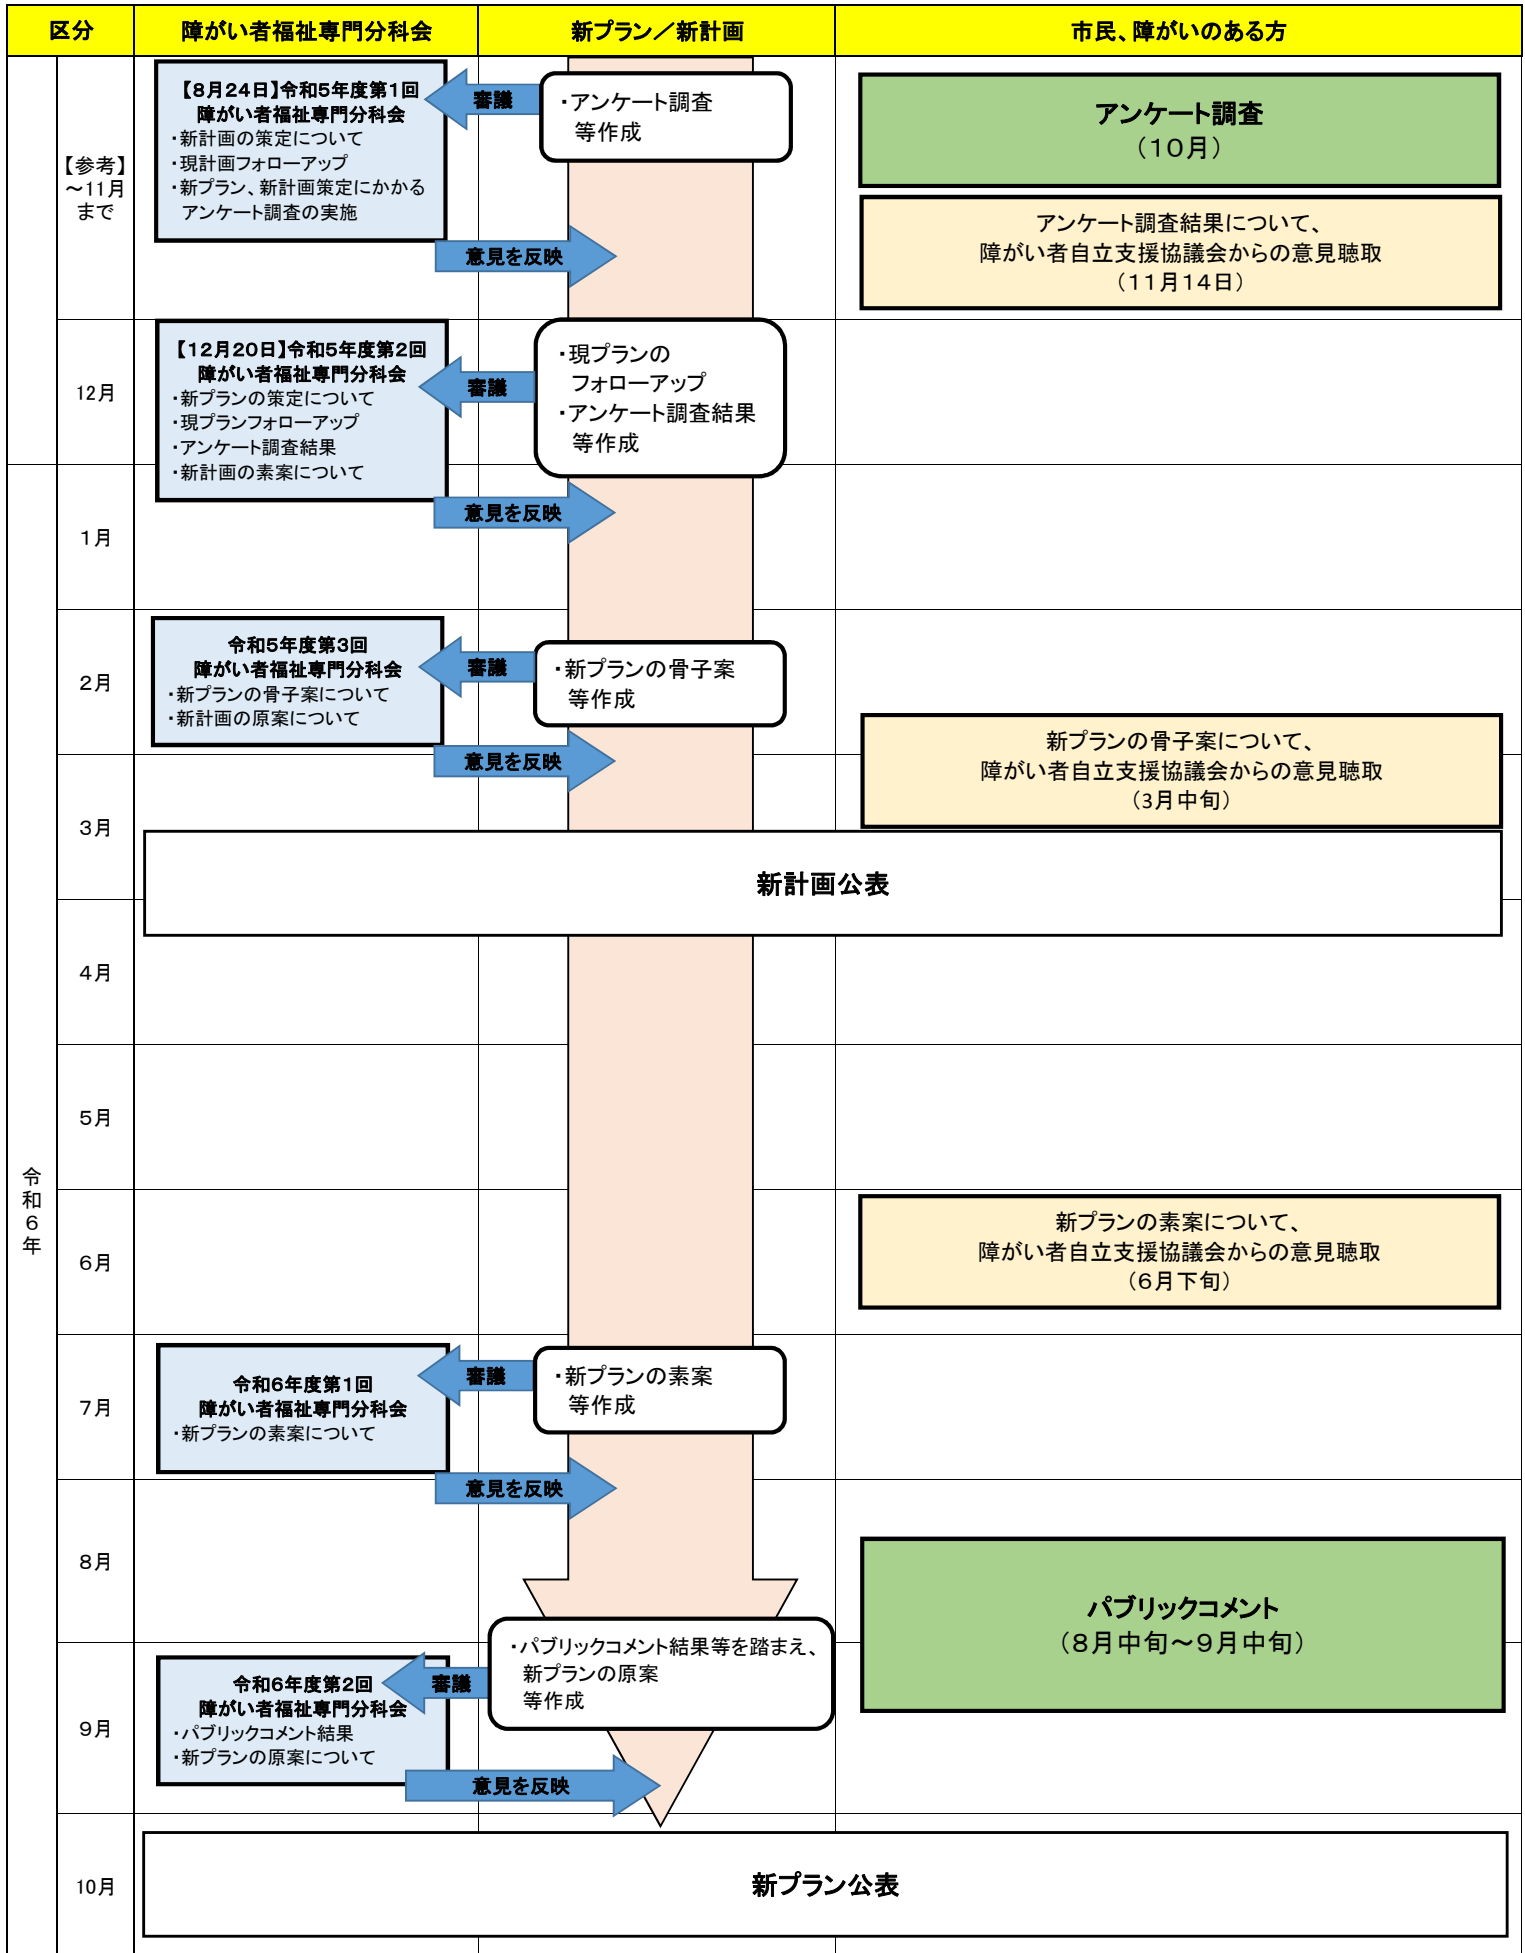 区分
障がい者福祉専門分科会
新プラン／新計画
市民、障がいのある方
【参考】
～11月
まで
【８月２４日】令和５年度第１回
障がい者福祉専門分科会
・新計画の策定について
・現計画フォローアップ
・新プラン、新計画策定にかかる
アンケート調査の実施
審議
・アンケート調査
等作成
意見を反映
アンケート調査
（１０月）
アンケート調査結果について、
障がい者自立支援協議会からの意見聴取
（１１月１４日）
12月
【１２月２０日】令和５年度第２回
障がい者福祉専門分科会
・新プランの策定について
・現プランフォローアップ
・アンケート調査結果
・新計画の素案について
審議
・現プランの
フォローアップ
・アンケート調査結果
等作成
意見を反映
令和６年
１月
２月
令和５年度第３回
障がい者福祉専門分科会
・新プランの骨子案について
・新計画の原案について
審議
・新プランの骨子案
等作成
意見を反映
新プランの骨子案について、
障がい者自立支援協議会からの意見聴取
（3月中旬）
３月
新計画公表
４月
５月
６月
新プランの素案について、
障がい者自立支援協議会からの意見聴取
（６月下旬）
７月
令和６年度第１回
障がい者福祉専門分科会
・新プランの素案について
審議
・新プランの素案
等作成
意見を反映
８月
パブリックコメント
（８月中旬～９月中旬）
９月
令和６年度第２回
障がい者福祉専門分科会
・パブリックコメント結果
・新プランの原案について
審議
・パブリックコメント結果等を踏まえ、
新プランの原案
等作成
意見を反映
10月
新プラン公表